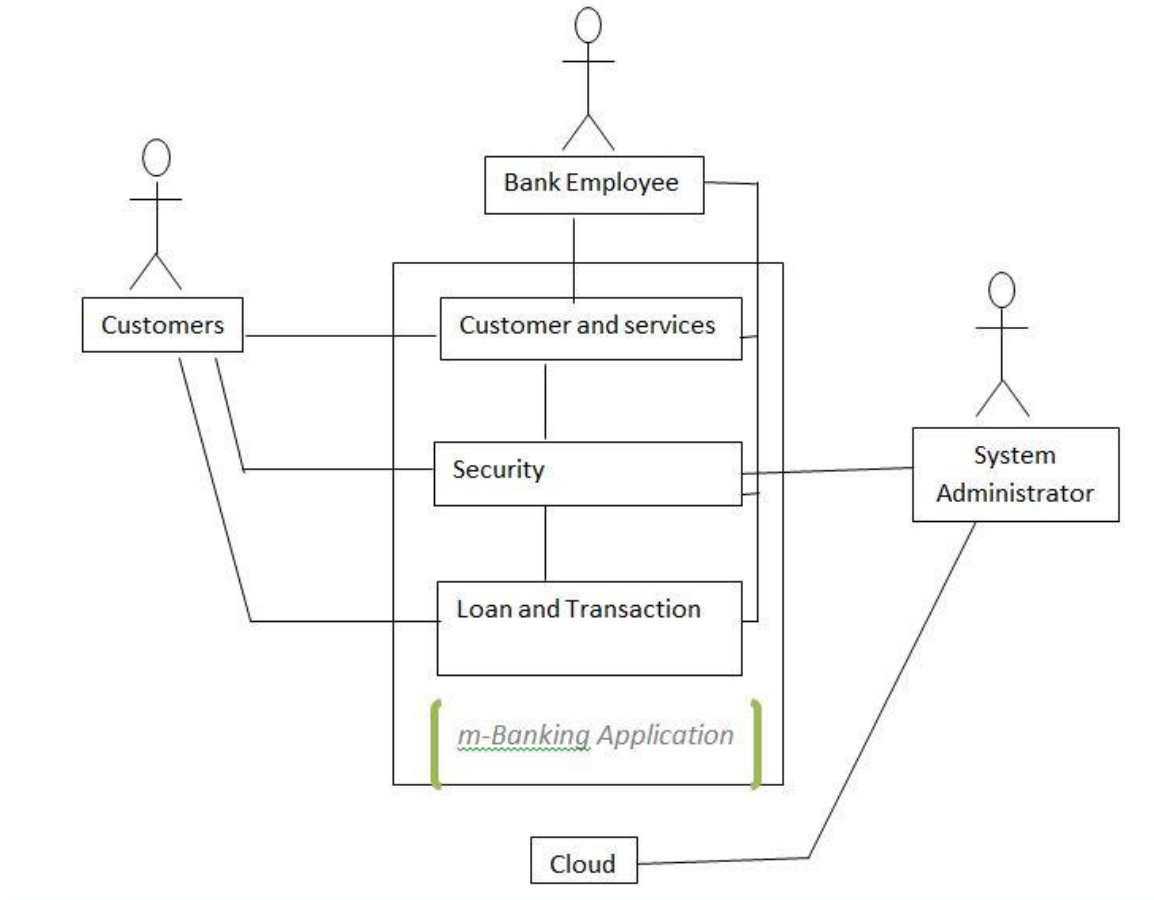 Bank Employee
Customers
Customer and services
System
Administrator
Security
Loan and Transaction
m-Banking Application
Cloud